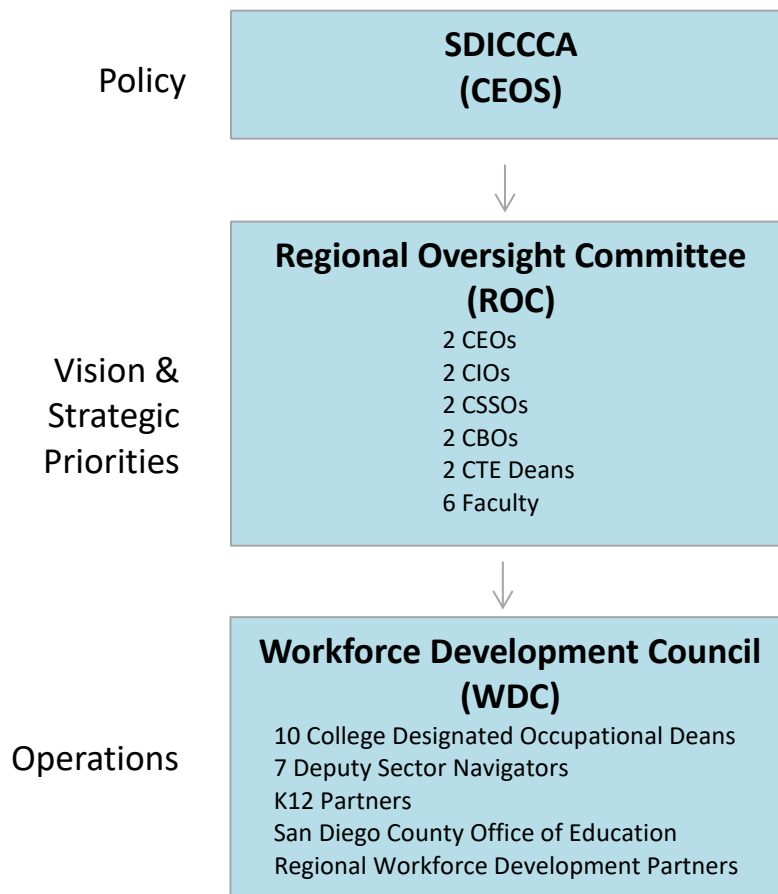 Policy
SDICCCA
(CEOS)
Vision &
Strategic
Priorities
Regional Oversight Committee
(ROC)
2 CEOs
2 CIOs
2 CSSOs
2 CBOs
2 CTE Deans
6 Faculty
Operations
Workforce Development Council
(WDC)
10 College Designated Occupational Deans
7 Deputy Sector Navigators
K12 Partners
San Diego County Office of Education
Regional Workforce Development Partners